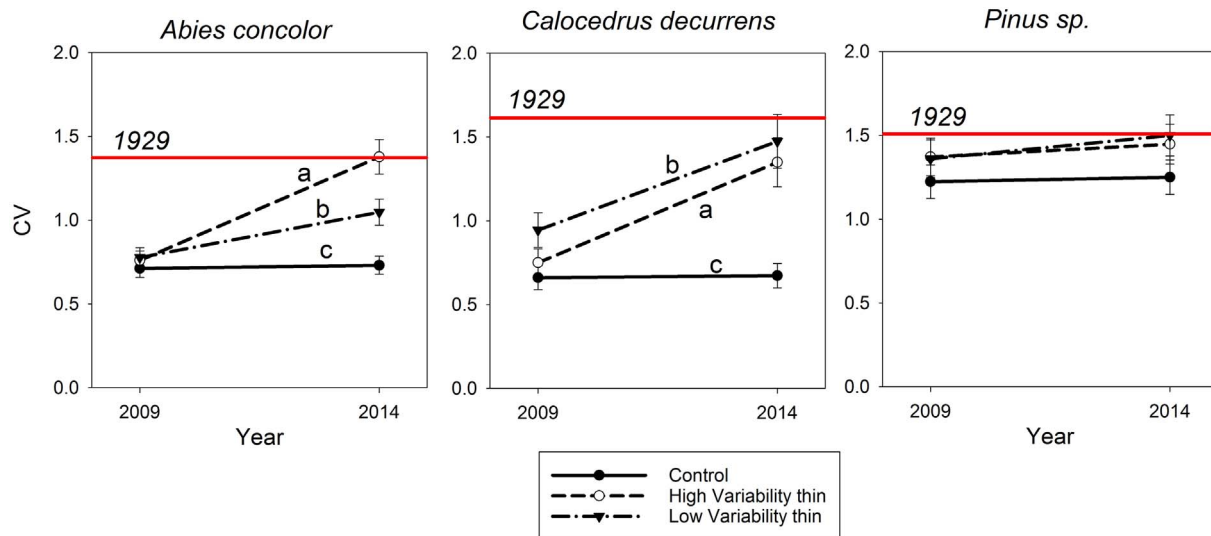 Abies concolor
Calocedrus decurrens
Pinus sp.
CV
2.0
1.5
1.0
0.5
0.0
1929
a
b
c
2009
2014
Year
2.0
1.5
1.0
0.5
0.0
1929
b
a
c
2009
2014
2.0
1.5
1.0
0.5
0.0
1929
2009
2014
Year
Control
High Variability thin
Low Variability thin